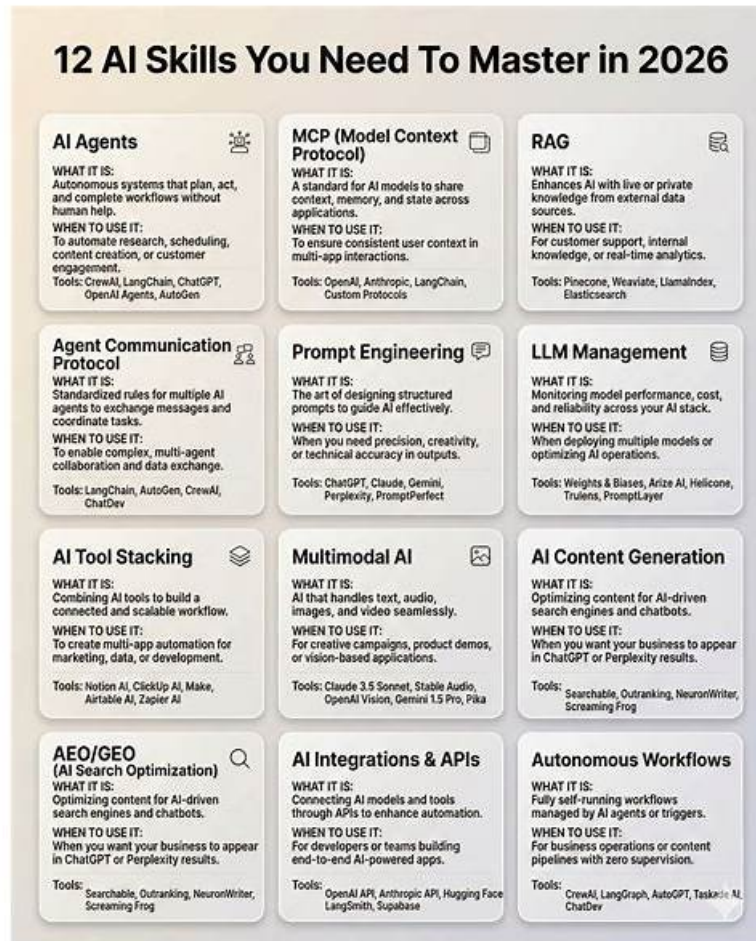 12 AI Skills You Need To Master in 2026
AI Agents
WHAT IT IS:
Autonomous systems that plan, act,
and complete workflows without
human help.
WHEN TO USE IT:
To automate research, scheduling,
content creation, or customer
engagement.
Tools: CrewAI, LangChain, ChatGPT,
OpenAI Agents, AutoGen
MCP (Model Context
Protocol)
WHAT IT IS:
A standard for AI models to share
context, memory, and state across
applications.
WHEN TO USE IT:
To ensure consistent user context in
multi-app interactions.
Tools: OpenAI, Anthropic, LangChain,
Custom Protocols
RAG
WHAT IT IS:
Enhances AI with live or private
knowledge from external data
sources.
WHEN TO USE IT:
For customer support, internal
knowledge, or real-time analytics.
Tools: Pinecone, Weaviate, LlamaIndex,
Elasticsearch
Agent Communication
Protocol
WHAT IT IS:
Standardized rules for multiple AI
agents to exchange messages and
coordinate tasks.
WHEN TO USE IT:
To enable complex, multi-agent
collaboration and data exchange.
Tools: LangChain, AutoGen, CrewAI,
ChatDev
Prompt Engineering
WHAT IT IS:
The art of designing structured
prompts to guide AI effectively.
WHEN TO USE IT:
When you need precision, creativity,
or technical accuracy in outputs.
Tools: ChatGPT, Claude, Gemini,
Perplexity, PromptPerfect
LLM Management
WHAT IT IS:
Monitoring model performance, cost,
and reliability across your AI stack.
WHEN TO USE IT:
When deploying multiple models or
optimizing AI operations.
Tools: Weights & Biases, Arize AI, Helicone,
Trulens, PromptLayer
AI Tool Stacking
WHAT IT IS:
Combining AI tools to build a
connected and scalable workflow.
WHEN TO USE IT:
To create multi-app automation for
marketing, data, or development.
Tools: Notion AI, ClickUp AI, Make,
Airtable AI, Zapier AI
Multimodal AI
WHAT IT IS:
AI that handles text, audio,
images, and video seamlessly.
WHEN TO USE IT:
For creative campaigns, product demos,
or vision-based applications.
Tools: Claude 3.5 Sonnet, Stable Audio,
OpenAI Vision, Gemini 1.5 Pro, Pika
AI Content Generation
WHAT IT IS:
Optimizing content for AI-driven
search engines and chatbots.
WHEN TO USE IT:
When you want your business to appear
in ChatGPT or Perplexity results.
Tools: Searchable, Outranking, NeuronWriter,
Screaming Frog
AEO/GEO
(AI Search Optimization)
WHAT IT IS:
Optimizing content for AI-driven
search engines and chatbots.
WHEN TO USE IT:
When you want your business to appear
in ChatGPT or Perplexity results.
Tools: Searchable, Outranking, NeuronWriter,
Screaming Frog
AI Integrations & APIs
WHAT IT IS:
Connecting AI models and tools
through APIs to enhance automation.
WHEN TO USE IT:
For developers or teams building
end-to-end AI-powered apps.
Tools: OpenAI API, Anthropic API, Hugging Face
LangSmith, Supabase
Autonomous Workflows
WHAT IT IS:
Fully self-running workflows
managed by AI agents or triggers.
WHEN TO USE IT:
For business operations or content
pipelines with zero supervision.
Tools: CrewAI, LangGraph, AutoGPT, Taskade AI,
ChatDev